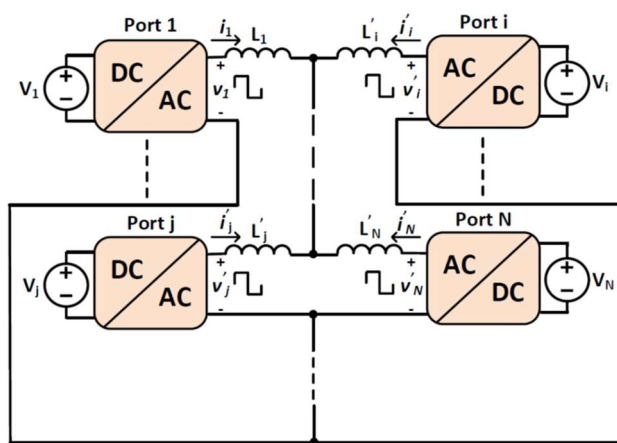 Port 1
Port i
i₁
L₁
L'ᵢ
i'ᵢ
V₁
+
−
DC
AC
+
v₁
-
+
v'ᵢ
-
AC
DC
+
−
Vᵢ
Port j
Port N
i'ⱼ
L'ⱼ
L'N
i'N
Vⱼ
+
−
DC
AC
+
v'ⱼ
-
+
v'N
-
AC
DC
+
−
VN